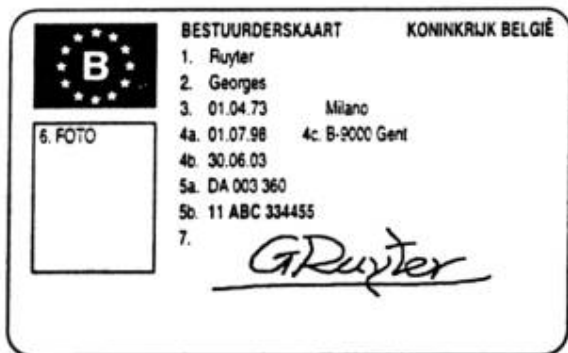 BESTUURDERSKAART KONINKRIJK BELGIË
B
1. Ruyter
2. Georges
3. 01.04.73 Milano
4a. 01.07.98 4c. B-9000 Gent
4b. 30.06.03
5a. DA 003 360
5b. 11 ABC 334455
6. FOTO
7.
GRuyter